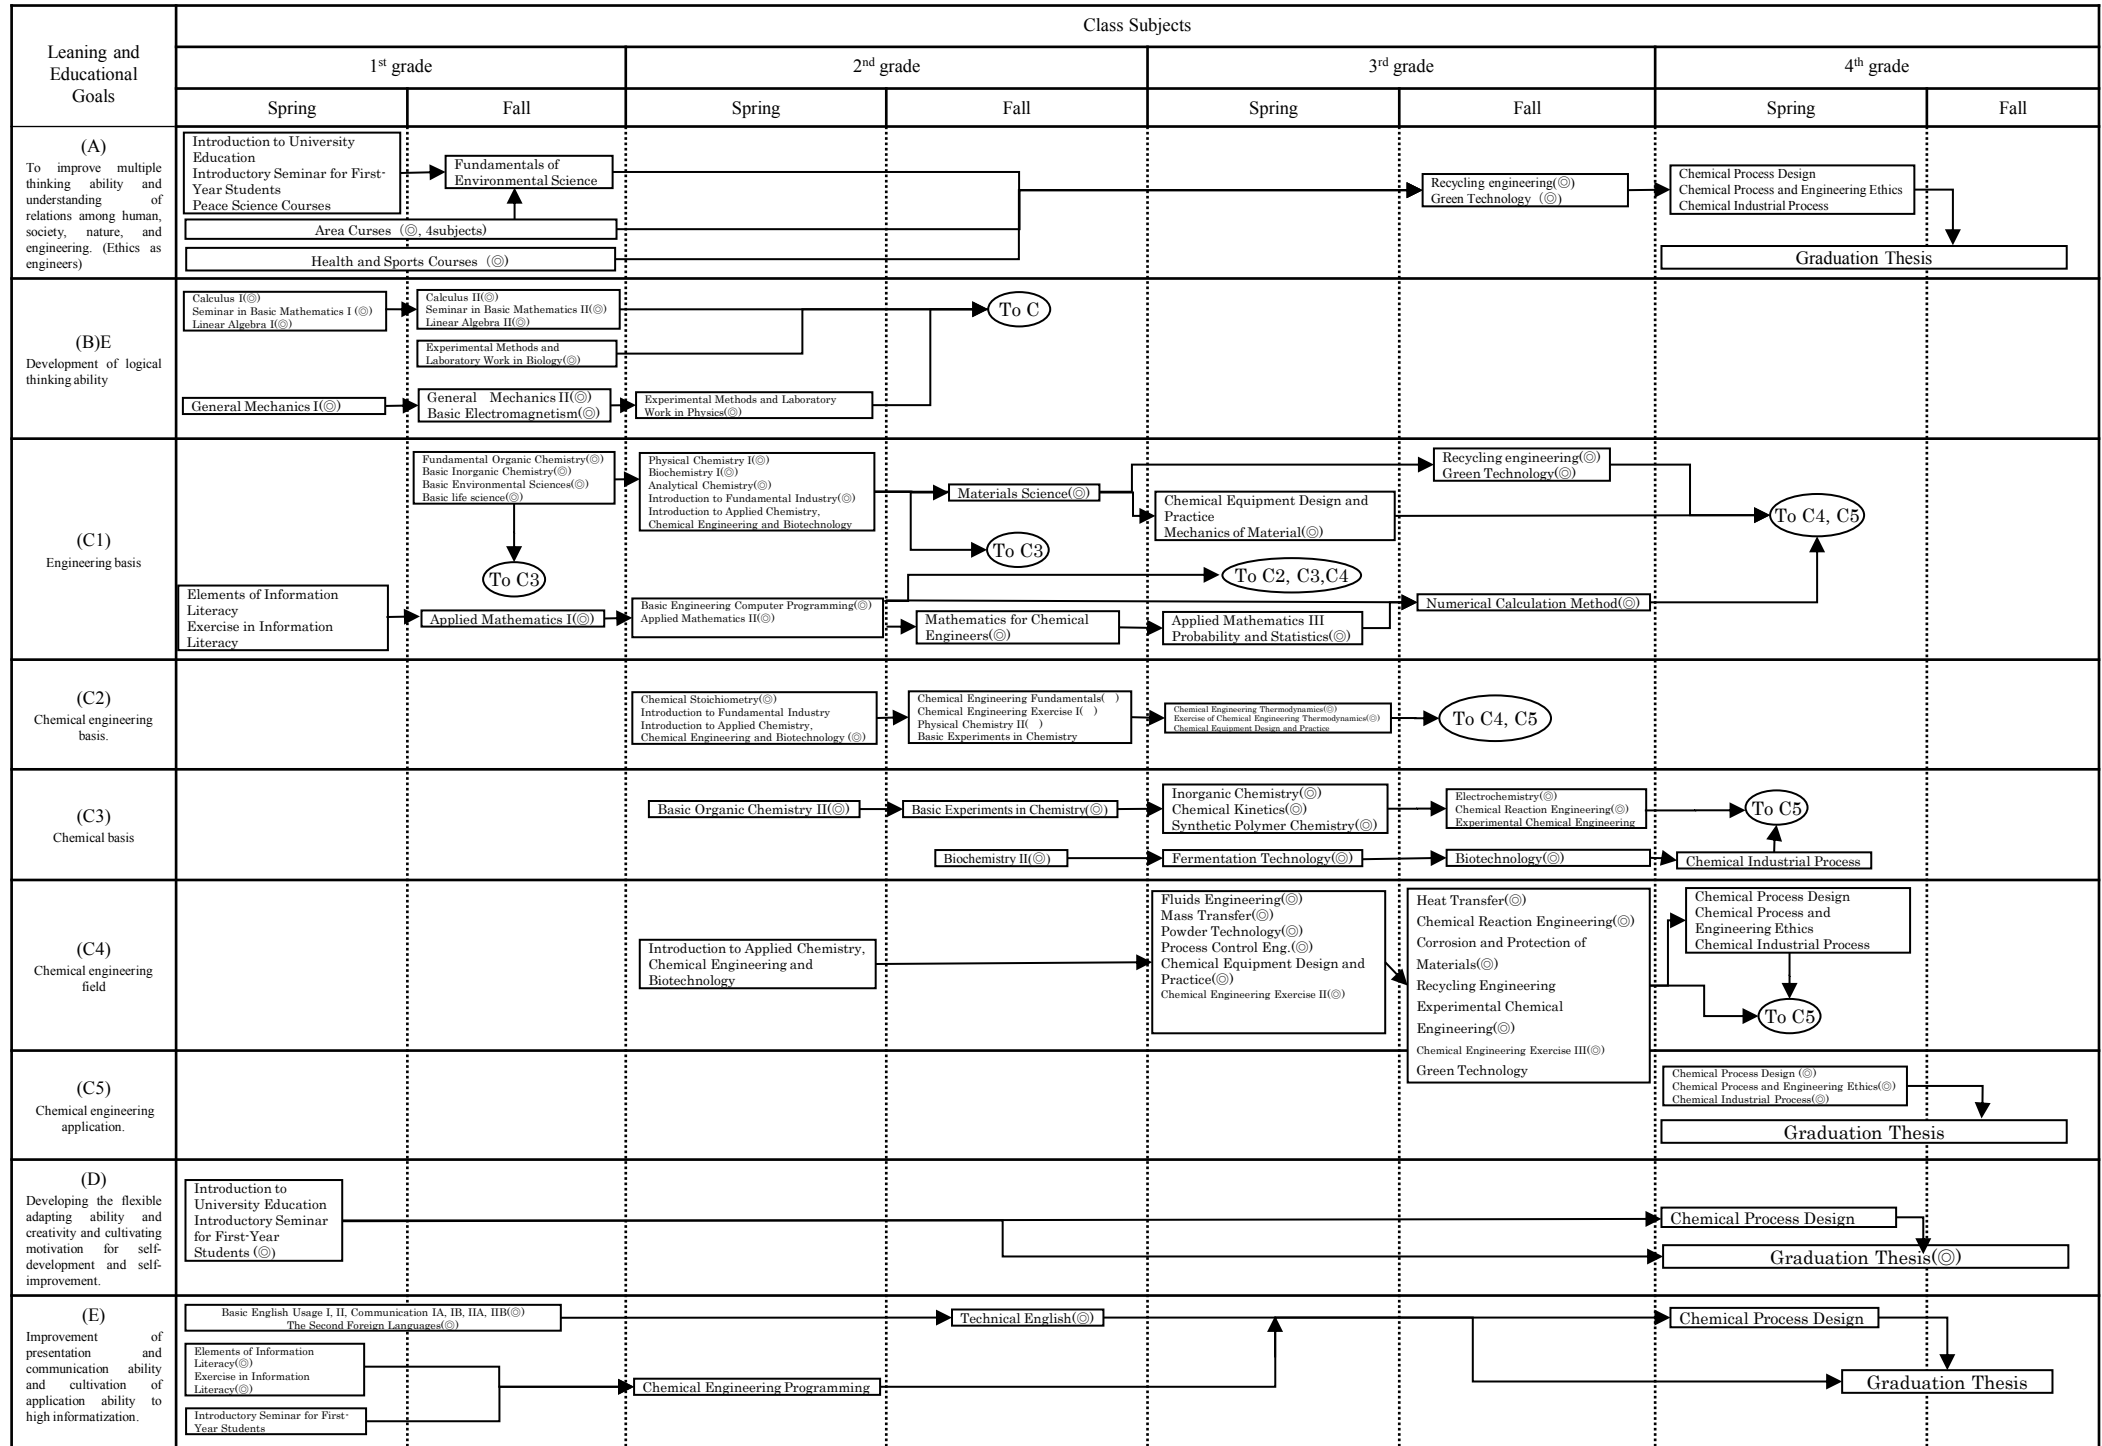 Leaning and
Educational
Goals
Class Subjects
1st grade
2nd grade
3rd grade
4th grade
Spring
Fall
Spring
Fall
Spring
Fall
Spring
Fall
(A)
To improve multiple
thinking ability and
understanding of
relations among human,
society, nature, and
engineering. (Ethics as
engineers)
Introduction to University
Education
Introductory Seminar for First-
Year Students
Peace Science Courses
Fundamentals of
Environmental Science
Area Curses (◎, 4subjects)
Health and Sports Courses (◎)
Recycling engineering(◎)
Green Technology (◎)
Chemical Process Design
Chemical Process and Engineering Ethics
Chemical Industrial Process
Graduation Thesis
(B)E
Development of logical
thinking ability
Calculus I(◎)
Seminar in Basic Mathematics I (◎)
Linear Algebra I(◎)
Calculus II(◎)
Seminar in Basic Mathematics II(◎)
Linear Algebra II(◎)
To C
Experimental Methods and
Laboratory Work in Biology(◎)
General Mechanics I(◎)
General Mechanics II(◎)
Basic Electromagnetism(◎)
Experimental Methods and Laboratory
Work in Physics(◎)
(C1)
Engineering basis
Fundamental Organic Chemistry(◎)
Basic Inorganic Chemistry(◎)
Basic Environmental Sciences(◎)
Basic life science(◎)
Physical Chemistry I(◎)
Biochemistry I(◎)
Analytical Chemistry(◎)
Introduction to Fundamental Industry(◎)
Introduction to Applied Chemistry,
Chemical Engineering and Biotechnology
Materials Science(◎)
Chemical Equipment Design and
Practice
Mechanics of Material(◎)
Recycling engineering(◎)
Green Technology(◎)
To C4, C5
To C3
To C3
To C2, C3,C4
Elements of Information
Literacy
Exercise in Information
Literacy
Applied Mathematics I(◎)
Basic Engineering Computer Programming(◎)
Applied Mathematics II(◎)
Mathematics for Chemical
Engineers(◎)
Applied Mathematics III
Probability and Statistics(◎)
Numerical Calculation Method(◎)
(C2)
Chemical engineering
basis.
Chemical Stoichiometry(◎)
Introduction to Fundamental Industry
Introduction to Applied Chemistry,
Chemical Engineering and Biotechnology (◎)
Chemical Engineering Fundamentals( )
Chemical Engineering Exercise I( )
Physical Chemistry II( )
Basic Experiments in Chemistry
Chemical Engineering Thermodynamics(◎)
Exercise of Chemical Engineering Thermodynamics(◎)
Chemical Equipment Design and Practice
To C4, C5
(C3)
Chemical basis
Basic Organic Chemistry II(◎)
Basic Experiments in Chemistry(◎)
Inorganic Chemistry(◎)
Chemical Kinetics(◎)
Synthetic Polymer Chemistry(◎)
Electrochemistry(◎)
Chemical Reaction Engineering(◎)
Experimental Chemical Engineering
To C5
Biochemistry II(◎)
Fermentation Technology(◎)
Biotechnology(◎)
Chemical Industrial Process
(C4)
Chemical engineering
field
Introduction to Applied Chemistry,
Chemical Engineering and
Biotechnology
Fluids Engineering(◎)
Mass Transfer(◎)
Powder Technology(◎)
Process Control Eng.(◎)
Chemical Equipment Design and
Practice(◎)
Chemical Engineering Exercise II(◎)
Heat Transfer(◎)
Chemical Reaction Engineering(◎)
Corrosion and Protection of
Materials(◎)
Recycling Engineering
Experimental Chemical
Engineering(◎)
Chemical Engineering Exercise III(◎)
Green Technology
Chemical Process Design
Chemical Process and
Engineering Ethics
Chemical Industrial Process
To C5
(C5)
Chemical engineering
application.
Chemical Process Design (◎)
Chemical Process and Engineering Ethics(◎)
Chemical Industrial Process(◎)
Graduation Thesis
(D)
Developing the flexible
adapting ability and
creativity and cultivating
motivation for self-
development and self-
improvement.
Introduction to
University Education
Introductory Seminar
for First-Year
Students (◎)
Chemical Process Design
Graduation Thesis(◎)
(E)
Improvement of
presentation and
communication ability
and cultivation of
application ability to
high informatization.
Basic English Usage I, II, Communication IA, IB, IIA, IIB(◎)
The Second Foreign Languages(◎)
Technical English(◎)
Chemical Process Design
Elements of Information
Literacy(◎)
Exercise in Information
Literacy(◎)
Chemical Engineering Programming
Graduation Thesis
Introductory Seminar for First-
Year Students